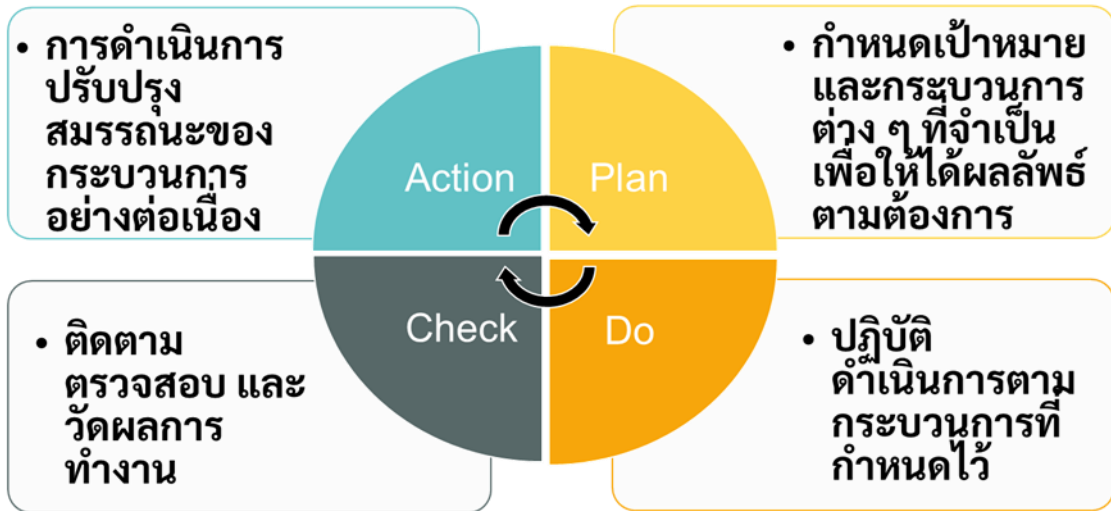 • การดำเนินการ
ปรับปรุง
สมรรถนะของ
กระบวนการ
อย่างต่อเนื่อง
Action
Plan
• กำหนดเป้าหมาย
และกระบวนการ
ต่าง ๆ ที่จำเป็น
เพื่อให้ได้ผลลัพธ์
ตามต้องการ
• ติดตาม
ตรวจสอบ และ
วัดผลการ
ทำงาน
Check
Do
• ปฏิบัติ
ดำเนินการตาม
กระบวนการที่
กำหนดไว้